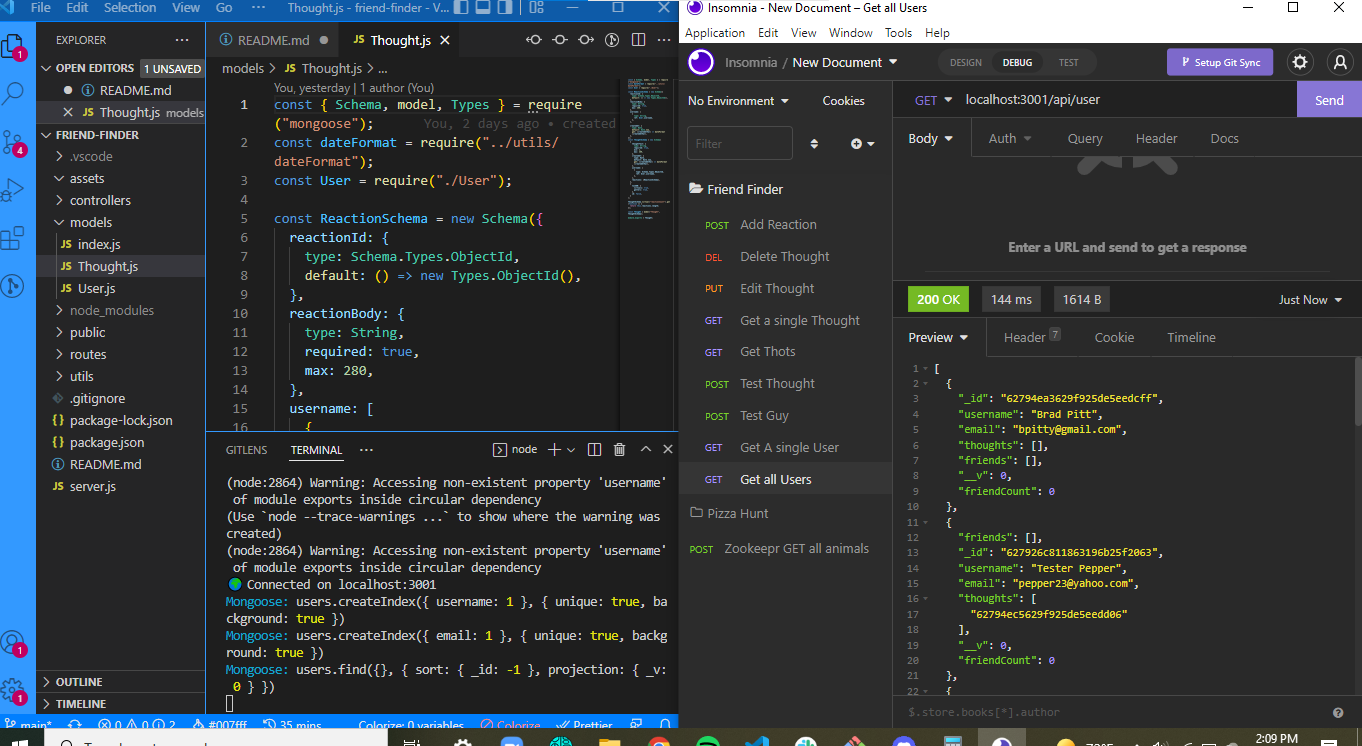 File Edit Selection View Go ··· Thought.js - friend-finder - V...
EXPLORER ···
OPEN EDITORS 1 UNSAVED
README.md
Thought.js models
FRIEND-FINDER
.vscode
assets
controllers
models
JS index.js
JS Thought.js
JS User.js
node_modules
public
routes
utils
.gitignore
{} package-lock.json
{} package.json
README.md
JS server.js
OUTLINE
TIMELINE
1
4
1
1
README.md
JS Thought.js
models > JS Thought.js > ...
You, yesterday | 1 author (You)
1 const { Schema, model, Types } = require
("mongoose"); You, 2 days ago • created
2 const dateFormat = require("../utils/
dateFormat");
3 const User = require("./User");
4
5 const ReactionSchema = new Schema({
6 reactionId: {
7 type: Schema.Types.ObjectId,
8 default: () => new Types.ObjectId(),
9 },
10 reactionBody: {
11 type: String,
12 required: true,
13 max: 280,
14 },
15 username: [
16 {
GITLENS TERMINAL ··· node
(node:2864) Warning: Accessing non-existent property 'username'
of module exports inside circular dependency
(Use `node --trace-warnings ...` to show where the warning was
created)
(node:2864) Warning: Accessing non-existent property 'username'
of module exports inside circular dependency
Connected on localhost:3001
Mongoose: users.createIndex({ username: 1 }, { unique: true, ba
ckground: true })
Mongoose: users.createIndex({ email: 1 }, { unique: true, backg
round: true })
Mongoose: users.find({}, { sort: { _id: -1 }, projection: { _v:
0 } })
main* 0 0 2 #007fff 35 mins Colorize: 0 variables Colorize Prettier
Insomnia - New Document – Get all Users
Application Edit View Window Tools Help
Insomnia / New Document DESIGN DEBUG TEST Setup Git Sync
No Environment Cookies
Filter
Friend Finder
POST Add Reaction
DEL Delete Thought
PUT Edit Thought
GET Get a single Thought
GET Get Thots
POST Test Thought
POST Test Guy
GET Get A single User
GET Get all Users
Pizza Hunt
POST Zookeepr GET all animals
GET localhost:3001/api/user Send
Body Auth Query Header Docs
Enter a URL and send to get a response
200 OK 144 ms 1614 B Just Now
Preview Header 7 Cookie Timeline
1 [
2 {
3 "_id": "62794ea3629f925de5eedcff",
4 "username": "Brad Pitt",
5 "email": "bpitty@gmail.com",
6 "thoughts": [],
7 "friends": [],
8 "__v": 0,
9 "friendCount": 0
10 },
11 {
12 "friends": [],
13 "_id": "627926c811863196b25f2063",
14 "username": "Tester Pepper",
15 "email": "pepper23@yahoo.com",
16 "thoughts": [
17 "62794ec5629f925de5eedd06"
18 ],
19 "__v": 0,
20 "friendCount": 0
21 },
22 {
$.store.books[*].author
2:09 PM